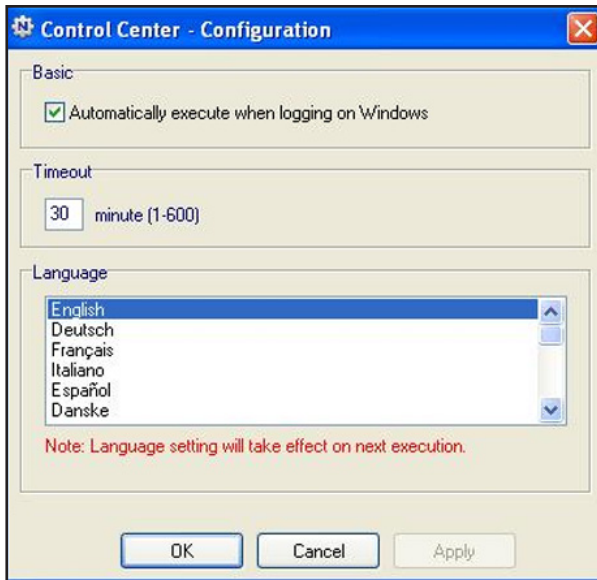 Control Center - Configuration
Basic
Automatically execute when logging on Windows
Timeout
30 minute (1-600)
Language
English
Deutsch
Français
Italiano
Español
Danske
Note: Language setting will take effect on next execution.
OK Cancel Apply